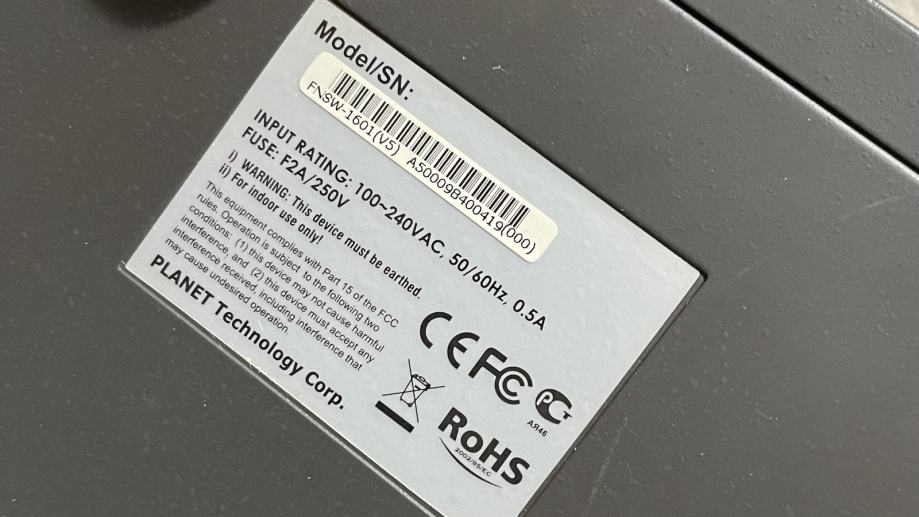 Model/SN:
FNSW-1601(V5) A50009B400419(000)
INPUT RATING: 100~240VAC, 50/60Hz, 0.5A
FUSE: F2A/250V
i) WARNING: This device must be earthed.
ii) For indoor use only!
This equipment complies with Part 15 of the FCC
rules. Operation is subject to the following two
conditions: (1) this device may not cause harmful
interference, and (2) this device must accept any
interference received, including interference that
may cause undesired operation.
PLANET Technology Corp.
CE FC PCT
АЯ46
RoHS
2002/95/EC